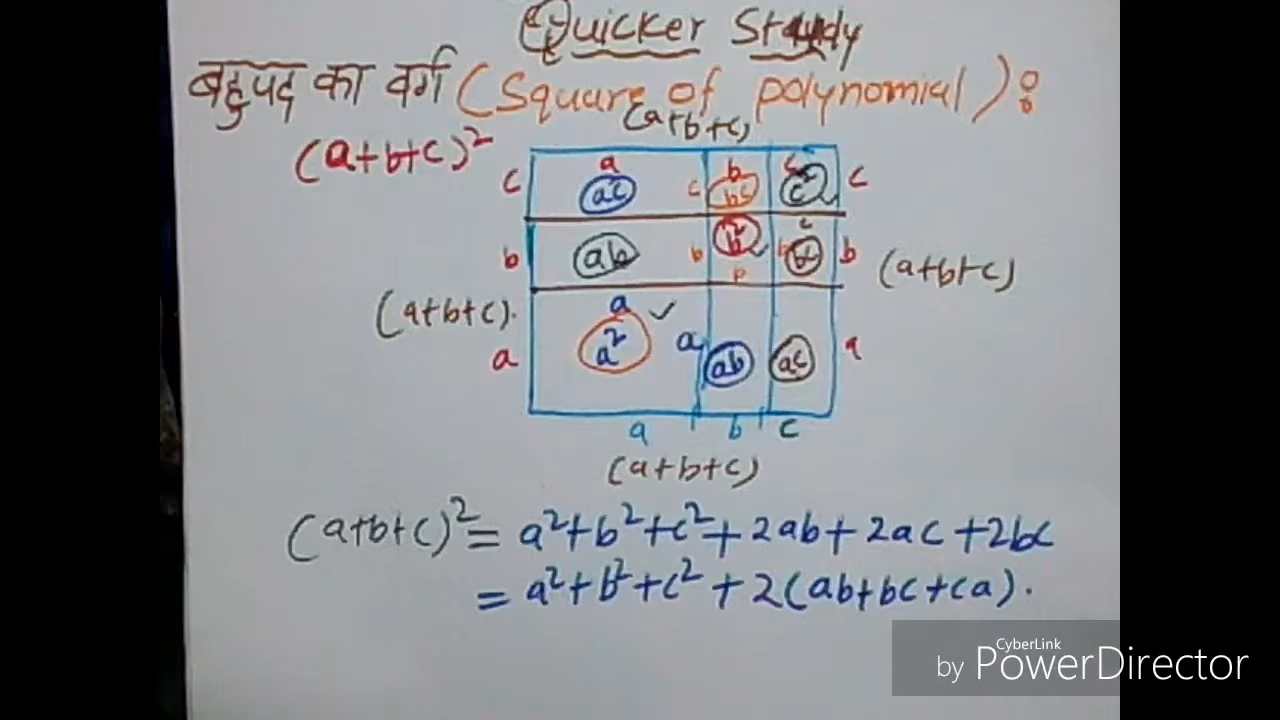 Quicker Study
बहुपद का वर्ग (Square of polynomial) :
(a+b+c)
(a+b+c)²
c a b c c
ac c bc c²
b² c
b ab b b bc b (a+b+c)
b
(a+b+c). a
a a² a ab ac a
a b c
(a+b+c)
(a+b+c)² = a²+b²+c²+2ab+2ac+2bc
= a²+b²+c²+2(ab+bc+ca).
CyberLink
by PowerDirector